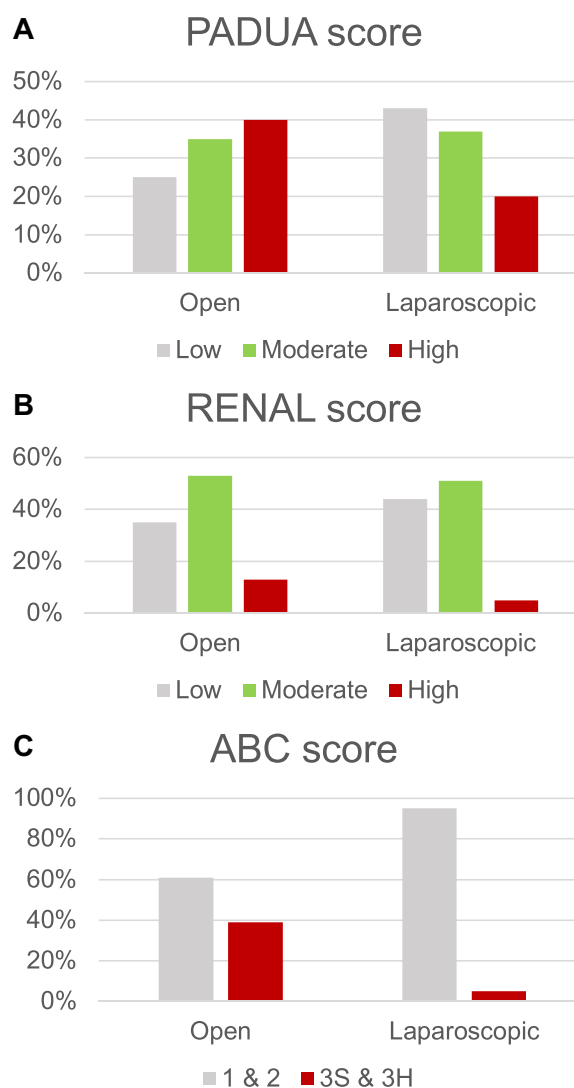 A PADUA score
50%
40%
30%
20%
10%
0%
Open Laparoscopic
Low Moderate High
B RENAL score
60%
40%
20%
0%
Open Laparoscopic
Low Moderate High
C ABC score
100%
80%
60%
40%
20%
0%
Open Laparoscopic
1 & 2 3S & 3H